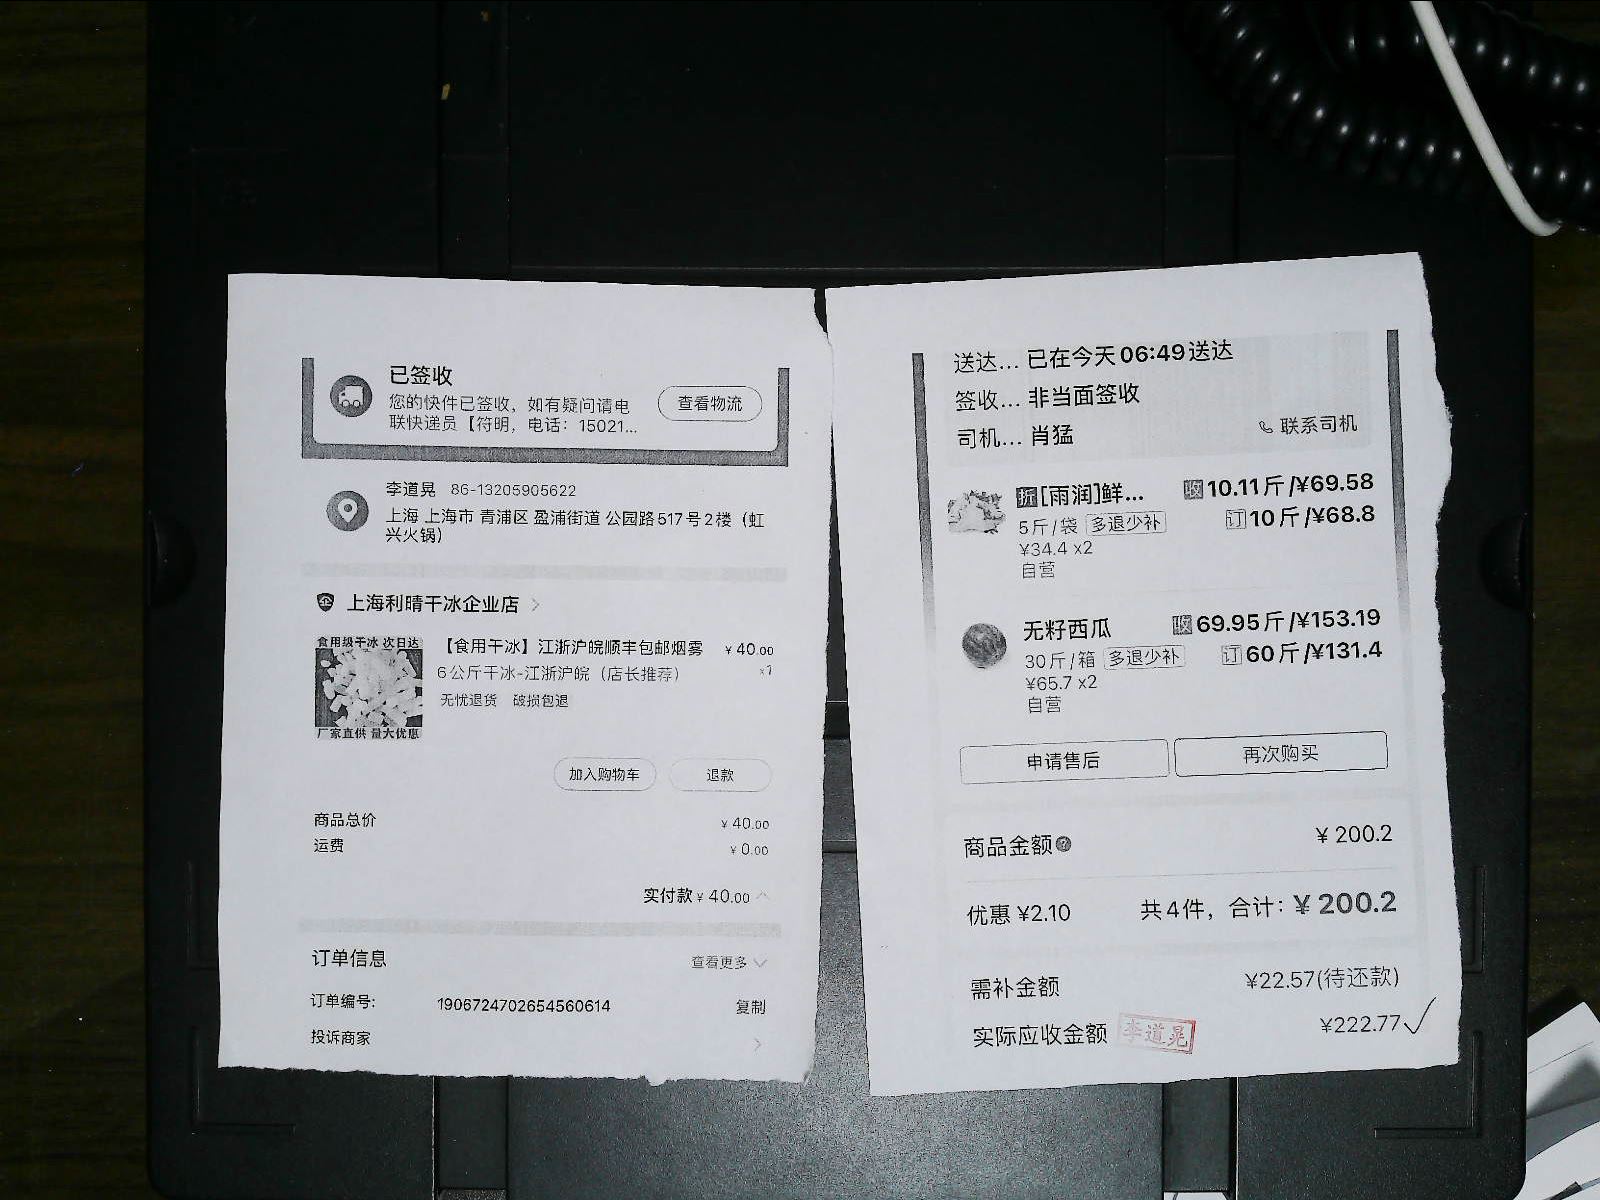 已签收
您的快件已签收，如有疑问请电
联快递员【符明，电话：15021...
查看物流
李道晃 86-13205905622
上海 上海市 青浦区 盈浦街道 公园路517号2楼（虹
兴火锅）
上海利晴干冰企业店
食用级干冰 次日达
厂家直供 量大优惠
【食用干冰】江浙沪皖顺丰包邮烟雾 ¥40.00
6公斤干冰-江浙沪皖（店长推荐） x1
无忧退货 破损包退
加入购物车 退款
商品总价 ¥40.00
运费 ¥0.00
实付款 ¥40.00
订单信息 查看更多
订单编号: 1906724702654560614 复制
投诉商家
送达... 已在今天06:49送达
签收... 非当面签收
司机... 肖猛 联系司机
折 [雨润]鲜... 收 10.11斤/¥69.58
5斤/袋 多退少补 订 10斤/¥68.8
¥34.4 x2
自营
无籽西瓜 收 69.95斤/¥153.19
30斤/箱 多退少补 订 60斤/¥131.4
¥65.7 x2
自营
申请售后 再次购买
商品金额 ? ¥200.2
优惠 ¥2.10 共4件，合计：¥200.2
需补金额 ¥22.57(待还款)
实际应收金额 李道晃 ¥222.77✓